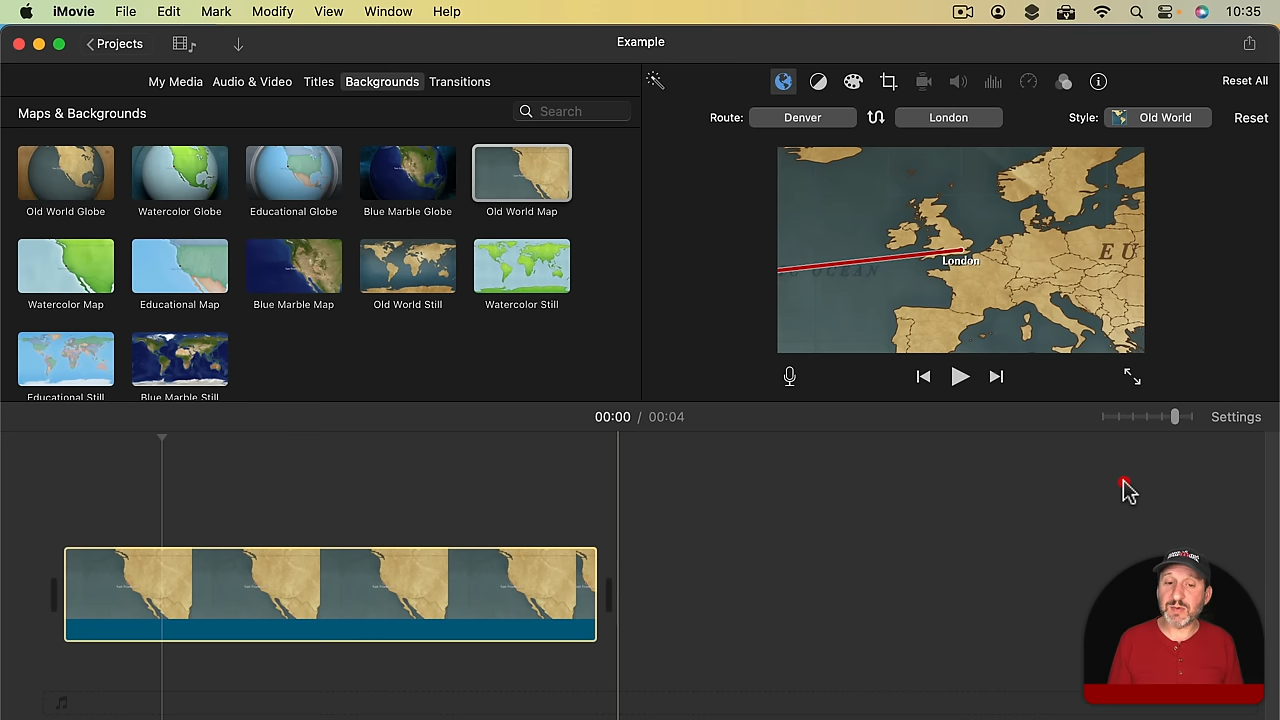 iMovie File Edit Mark Modify View Window Help 10:35
Projects Example
My Media Audio & Video Titles Backgrounds Transitions Reset All
Maps & Backgrounds Search
Route: Denver London Style: Old World Reset
Old World Globe Watercolor Globe Educational Globe Blue Marble Globe Old World Map
Watercolor Map Educational Map Blue Marble Map Old World Still Watercolor Still
Educational Still Blue Marble Still
EU
London
OCEAN
00:00 / 00:04 Settings